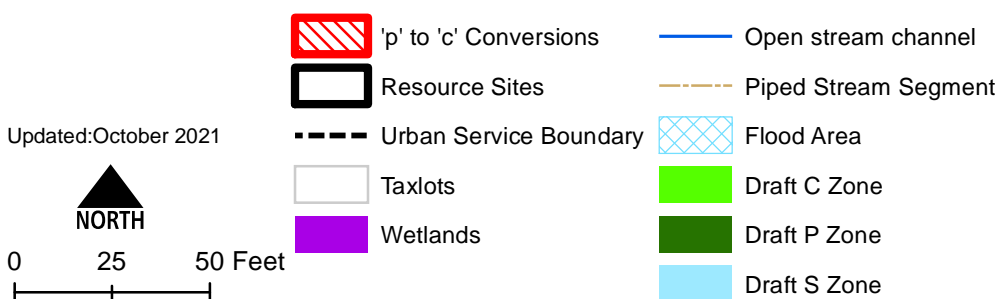 'p' to 'c' Conversions
Resource Sites
Urban Service Boundary
Taxlots
Wetlands
Open stream channel
Piped Stream Segment
Flood Area
Draft C Zone
Draft P Zone
Draft S Zone
Updated:October 2021
NORTH
0 25 50 Feet